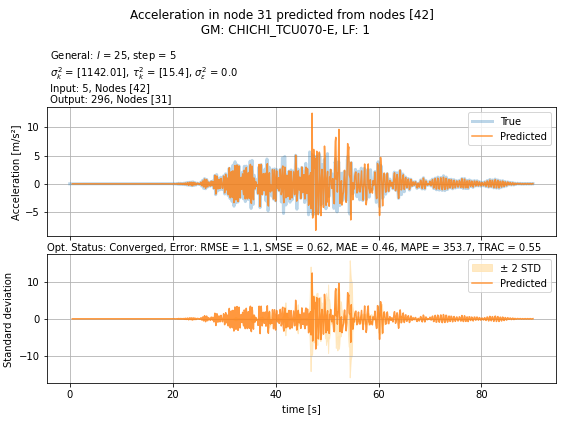 Acceleration in node 31 predicted from nodes [42]
GM: CHICHI_TCU070-E, LF: 1
General: l = 25, step = 5
σ²ₖ = [1142.01], τ²ₖ = [15.4], σ²ε = 0.0
Input: 5, Nodes [42]
Output: 296, Nodes [31]
Acceleration [m/s²]
10
5
0
−5
True
Predicted
Opt. Status: Converged, Error: RMSE = 1.1, SMSE = 0.62, MAE = 0.46, MAPE = 353.7, TRAC = 0.55
Standard deviation
10
0
−10
± 2 STD
Predicted
0 20 40 60 80
time [s]